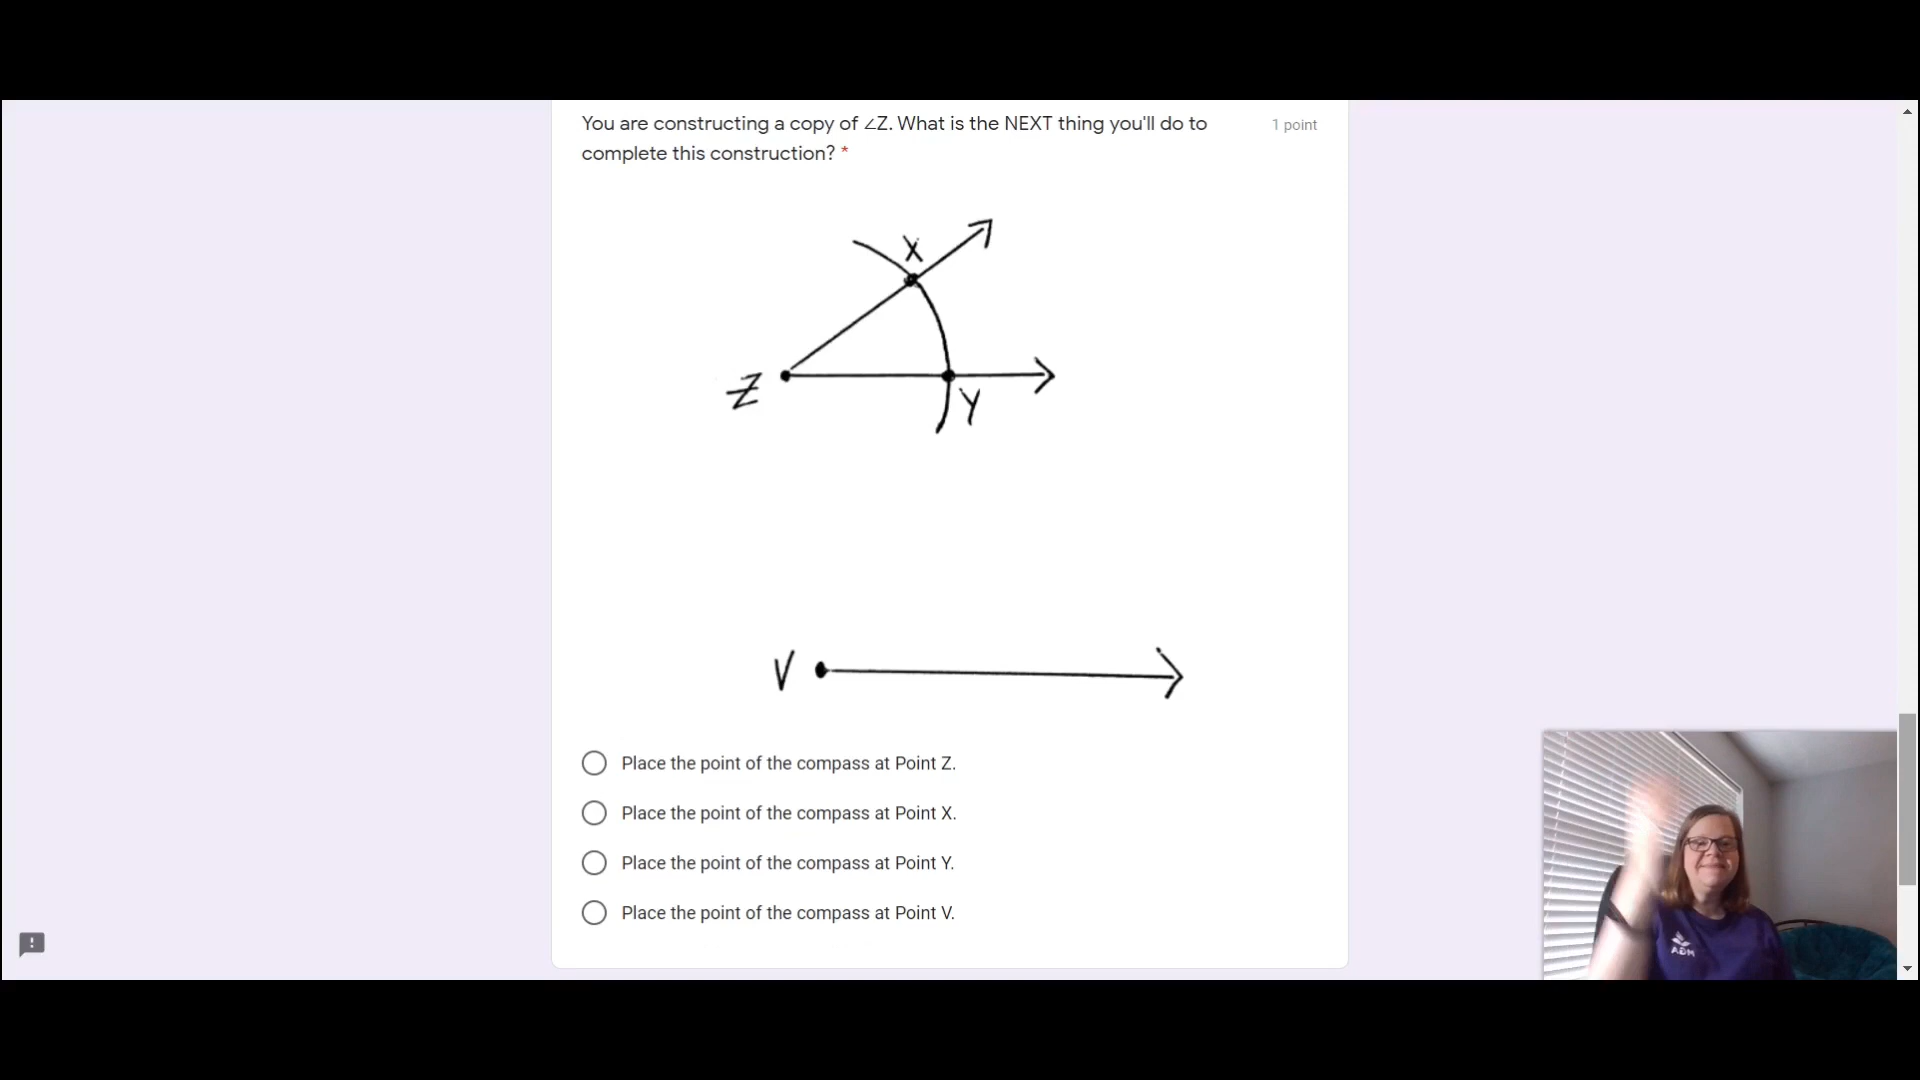 You are constructing a copy of ∠Z. What is the NEXT thing you'll do to
1 point
complete this construction? *
X
Z
Y
V
Place the point of the compass at Point Z.
Place the point of the compass at Point X.
Place the point of the compass at Point Y.
Place the point of the compass at Point V.
!